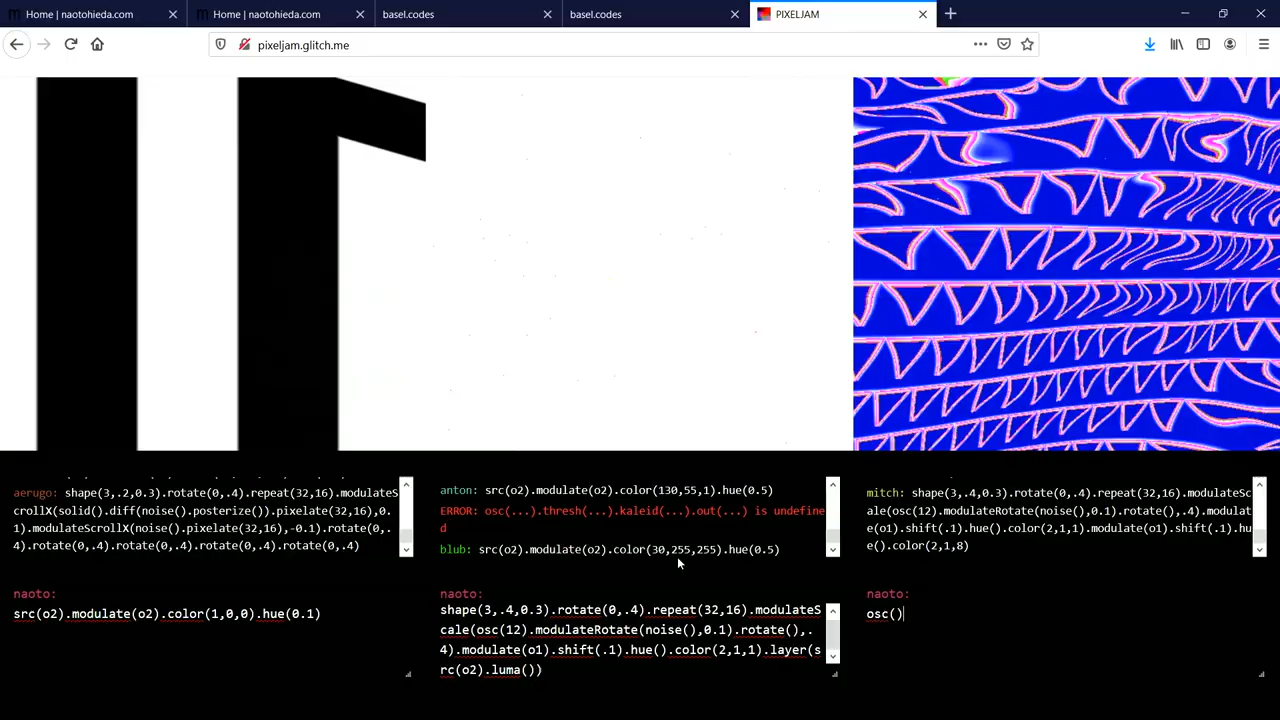 Home | naotohieda.com
Home | naotohieda.com
basel.codes
basel.codes
PIXELJAM
pixeljam.glitch.me
aerugo: shape(3,.2,0.3).rotate(0,.4).repeat(32,16).modulateS
crollX(solid().diff(noise().posterize()).pixelate(32,16),0.
1).modulateScrollX(noise().pixelate(32,16),-0.1).rotate(0,.
4).rotate(0,.4).rotate(0,.4).rotate(0,.4)
naoto:
src(o2).modulate(o2).color(1,0,0).hue(0.1)
anton: src(o2).modulate(o2).color(130,55,1).hue(0.5)
ERROR: osc(...).thresh(...).kaleid(...).out(...) is undefine
d
blub: src(o2).modulate(o2).color(30,255,255).hue(0.5)
naoto:
shape(3,.4,0.3).rotate(0,.4).repeat(32,16).modulateS
cale(osc(12).modulateRotate(noise(),0.1).rotate(),.
4).modulate(o1).shift(.1).hue().color(2,1,1).layer(s
rc(o2).luma())
mitch: shape(3,.4,0.3).rotate(0,.4).repeat(32,16).modulateSc
ale(osc(12).modulateRotate(noise(),0.1).rotate(),.4).modulat
e(o1).shift(.1).hue().color(2,1,1).modulate(o1).shift(.1).hu
e().color(2,1,8)
naoto:
osc()